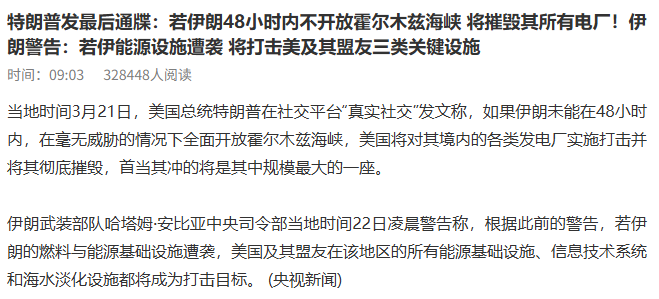 特朗普发最后通牒：若伊朗48小时内不开放霍尔木兹海峡 将摧毁其所有电厂！伊
朗警告：若伊能源设施遭袭 将打击美及其盟友三类关键设施
时间：09:03 328448人阅读
当地时间3月21日，美国总统特朗普在社交平台“真实社交”发文称，如果伊朗未能在48小时
内，在毫无威胁的情况下全面开放霍尔木兹海峡，美国将对其境内的各类发电厂实施打击并
将其彻底摧毁，首当其冲的将是其中规模最大的一座。
伊朗武装部队哈塔姆·安比亚中央司令部当地时间22日凌晨警告称，根据此前的警告，若伊
朗的燃料与能源基础设施遭袭，美国及其盟友在该地区的所有能源基础设施、信息技术系统
和海水淡化设施都将成为打击目标。 (央视新闻)